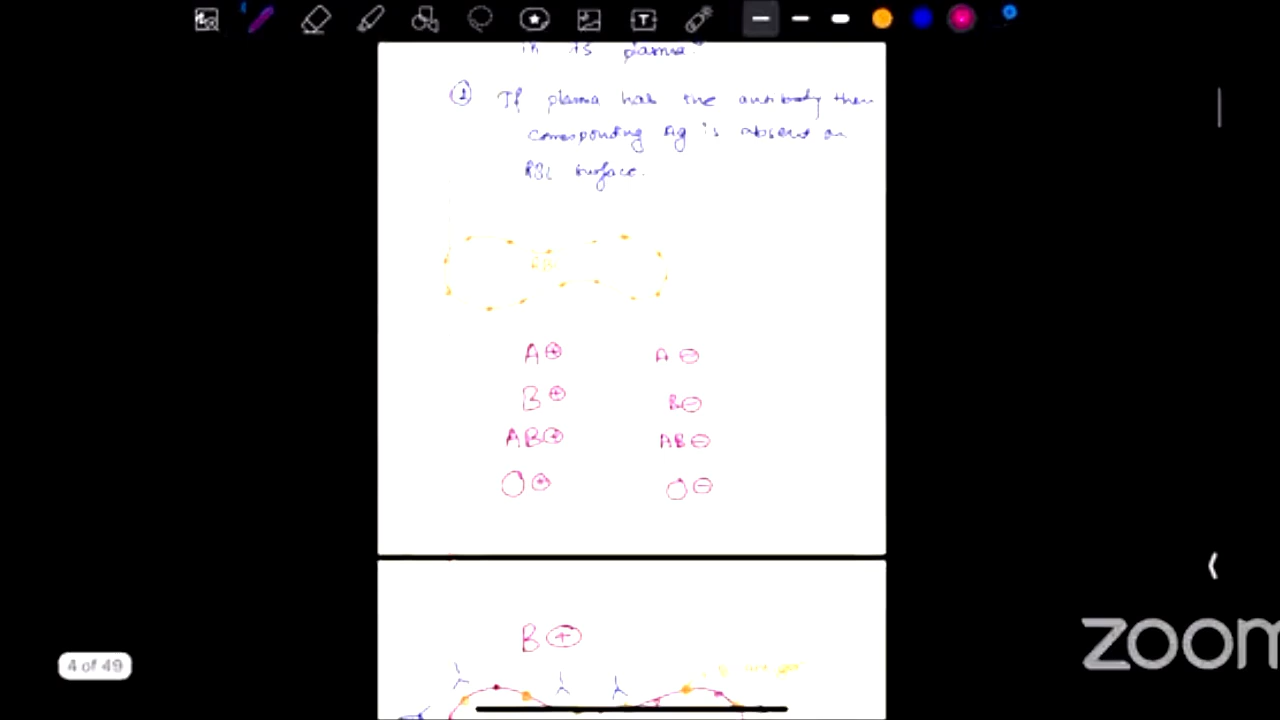 in its plasma.
② If plasma has the antibody then
corresponding Ag is absent on
RBC surface.
A⊕ A⊖
B⊕ B⊖
AB⊕ AB⊖
O⊕ O⊖
B⊕
4 of 49
zoom